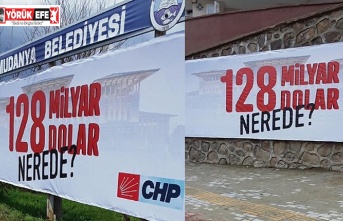 YÖRÜK EFE
MUDANYA BELEDİYESİ
128 MİLYAR
DOLAR
NEREDE?
CHP
128 MİLYAR
DOLAR
NEREDE?